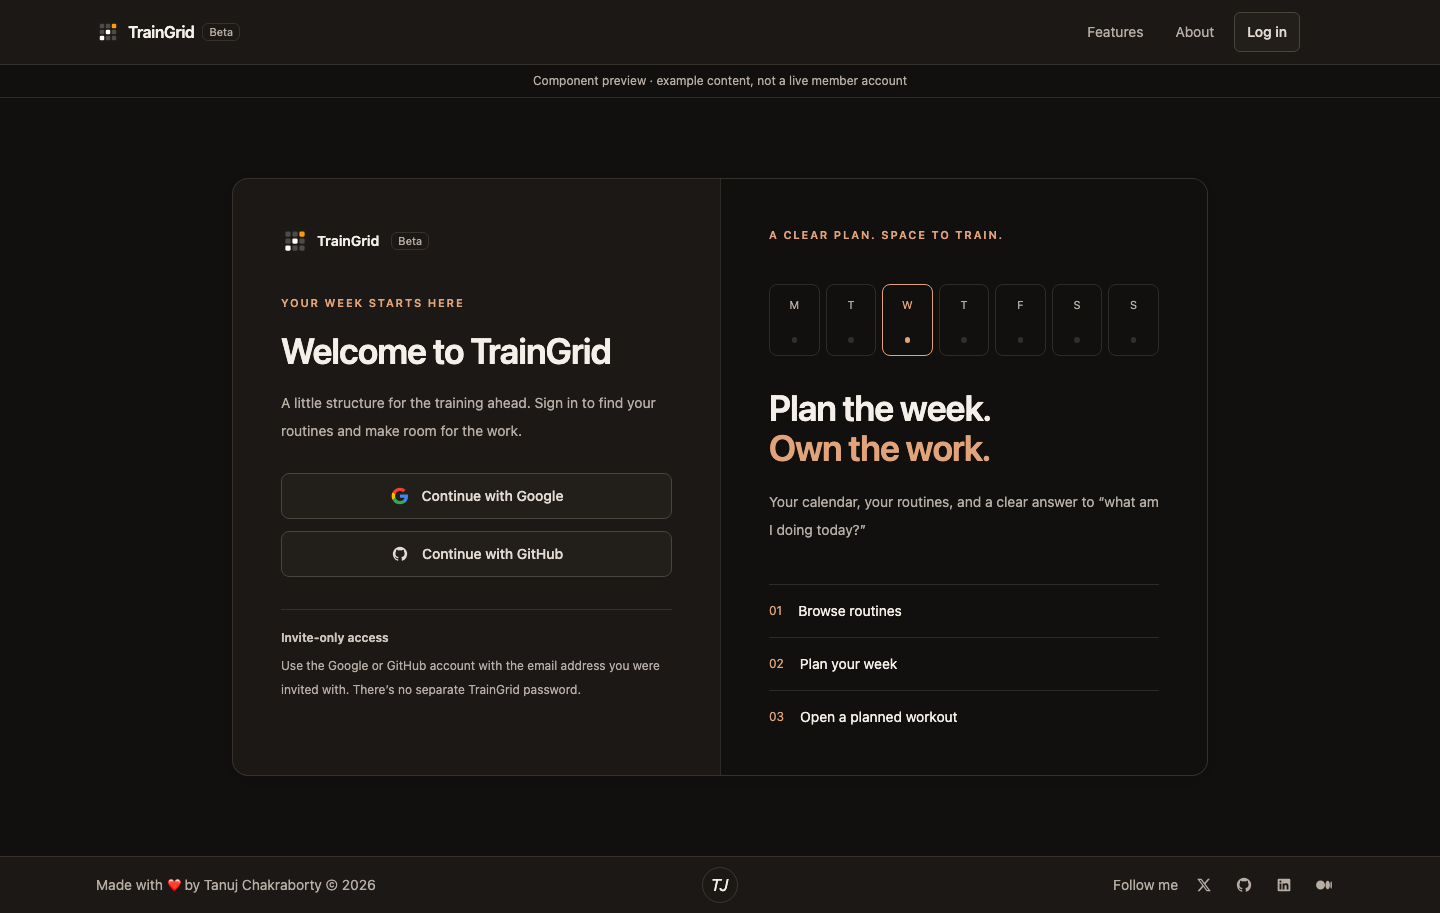 TrainGrid Beta
Features About Log in
Component preview · example content, not a live member account
TrainGrid Beta
YOUR WEEK STARTS HERE
Welcome to TrainGrid
A little structure for the training ahead. Sign in to find your
routines and make room for the work.
Continue with Google
Continue with GitHub
Invite-only access
Use the Google or GitHub account with the email address you were
invited with. There’s no separate TrainGrid password.
A CLEAR PLAN. SPACE TO TRAIN.
M T W T F S S
Plan the week.
Own the work.
Your calendar, your routines, and a clear answer to “what am
I doing today?”
01 Browse routines
02 Plan your week
03 Open a planned workout
Made with ❤️ by Tanuj Chakraborty © 2026
TJ
Follow me